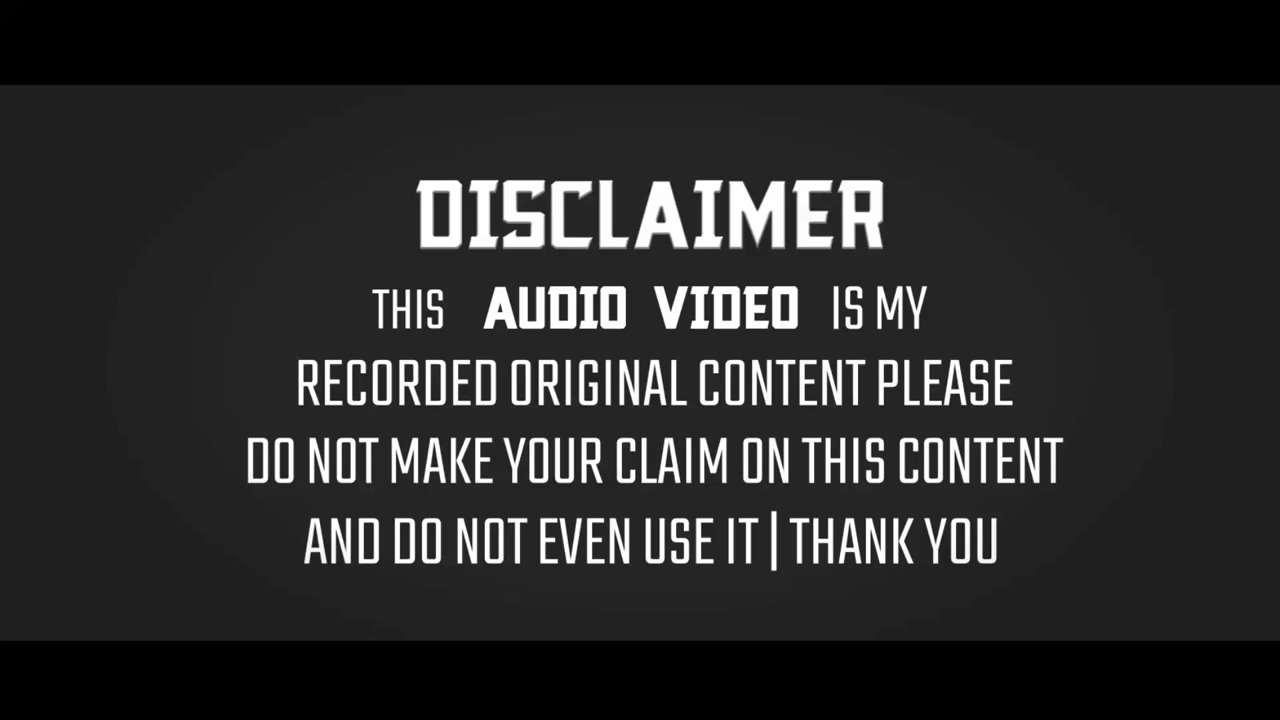 DISCLAIMER
THIS AUDIO VIDEO IS MY
RECORDED ORIGINAL CONTENT PLEASE
DO NOT MAKE YOUR CLAIM ON THIS CONTENT
AND DO NOT EVEN USE IT | THANK YOU